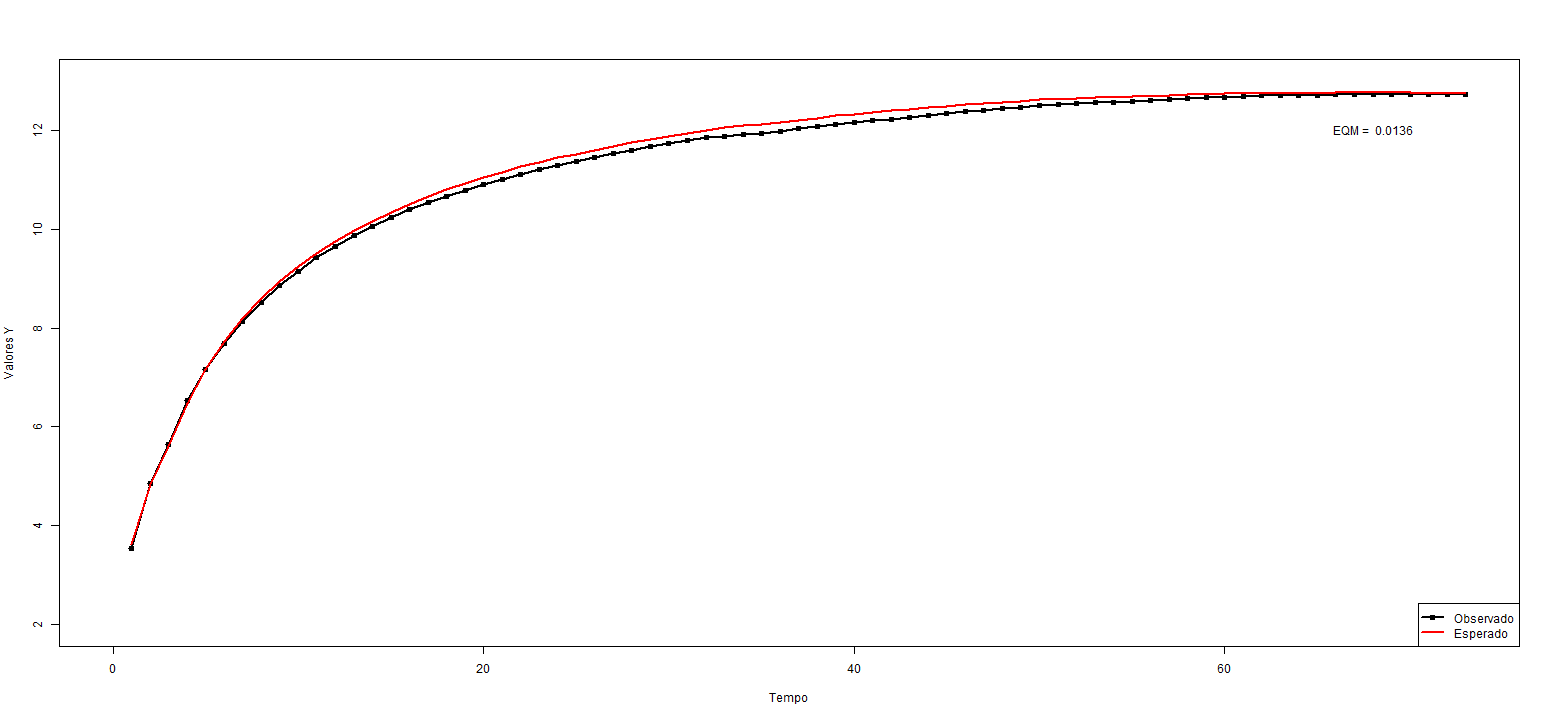 Valores Y
12
10
8
6
4
2
EQM = 0.0136
Observado
Esperado
0 20 40 60
Tempo